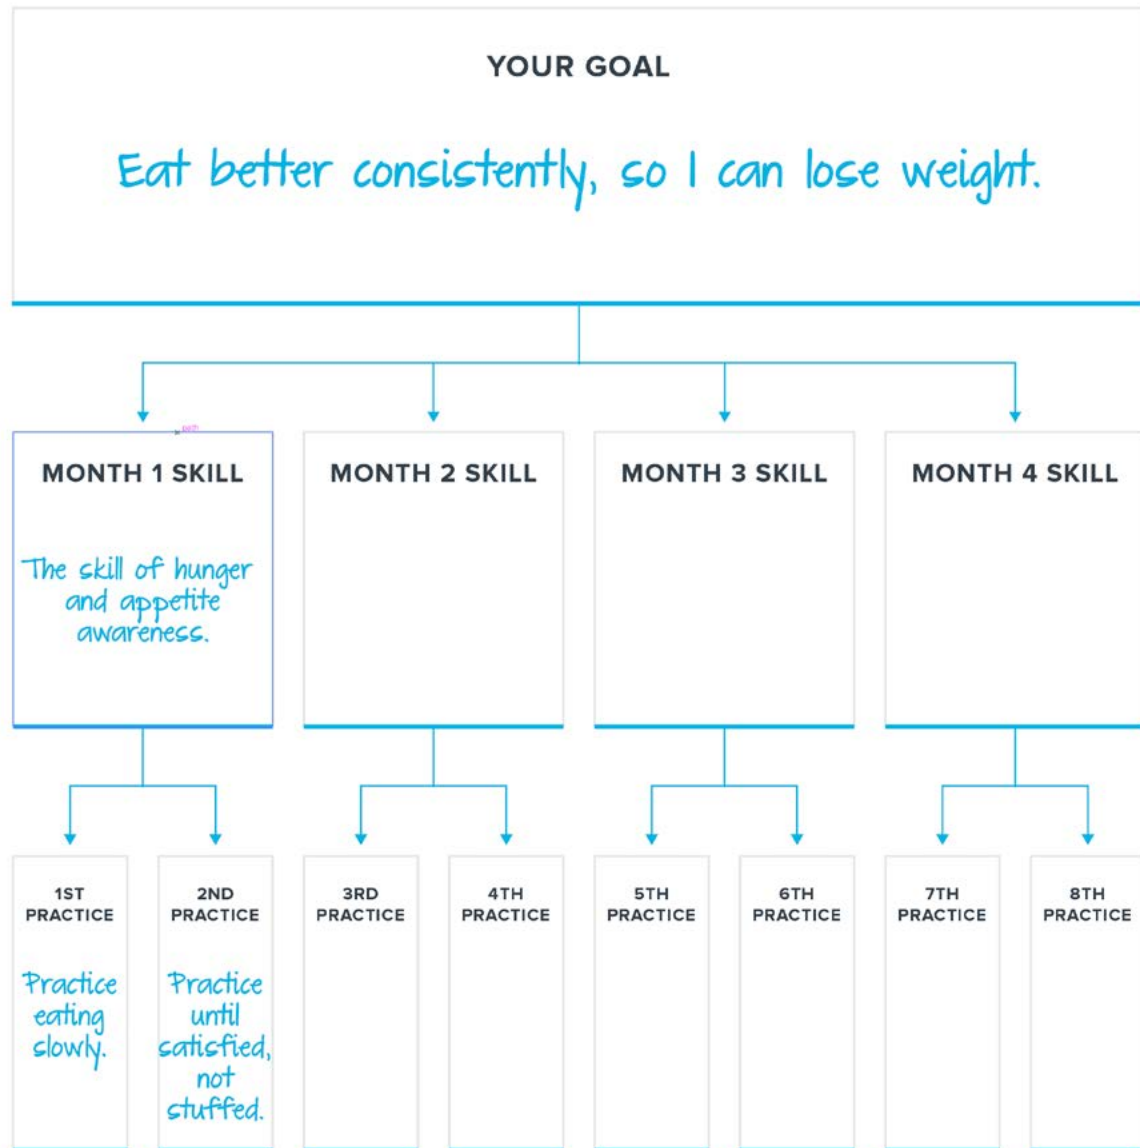 YOUR GOAL
Eat better consistently, so I can lose weight.
path
MONTH 1 SKILL
The skill of hunger
and appetite
awareness.
MONTH 2 SKILL
MONTH 3 SKILL
MONTH 4 SKILL
1ST
PRACTICE
Practice
eating
slowly.
2ND
PRACTICE
Practice
until
satisfied,
not
stuffed.
3RD
PRACTICE
4TH
PRACTICE
5TH
PRACTICE
6TH
PRACTICE
7TH
PRACTICE
8TH
PRACTICE